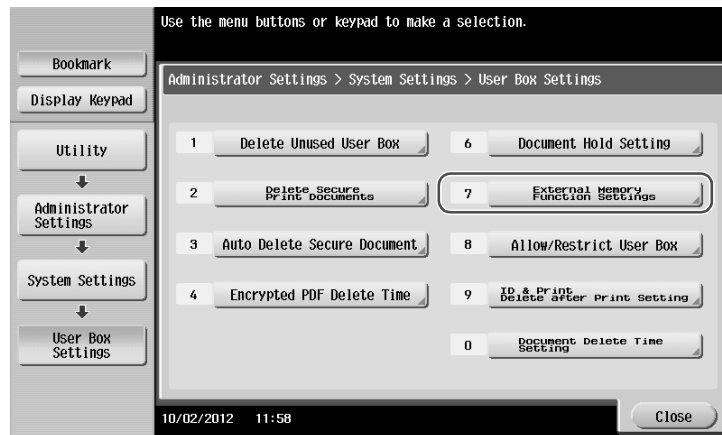 Use the menu buttons or keypad to make a selection.
Bookmark
Display Keypad
Administrator Settings > System Settings > User Box Settings
Utility
Administrator
Settings
System Settings
User Box
Settings
1 Delete Unused User Box
2 Delete Secure
Print Documents
3 Auto Delete Secure Document
4 Encrypted PDF Delete Time
6 Document Hold Setting
7 External Memory
Function Settings
8 Allow/Restrict User Box
9 ID & Print
Delete after Print Setting
0 Document Delete Time
Setting
10/02/2012 11:58
Close